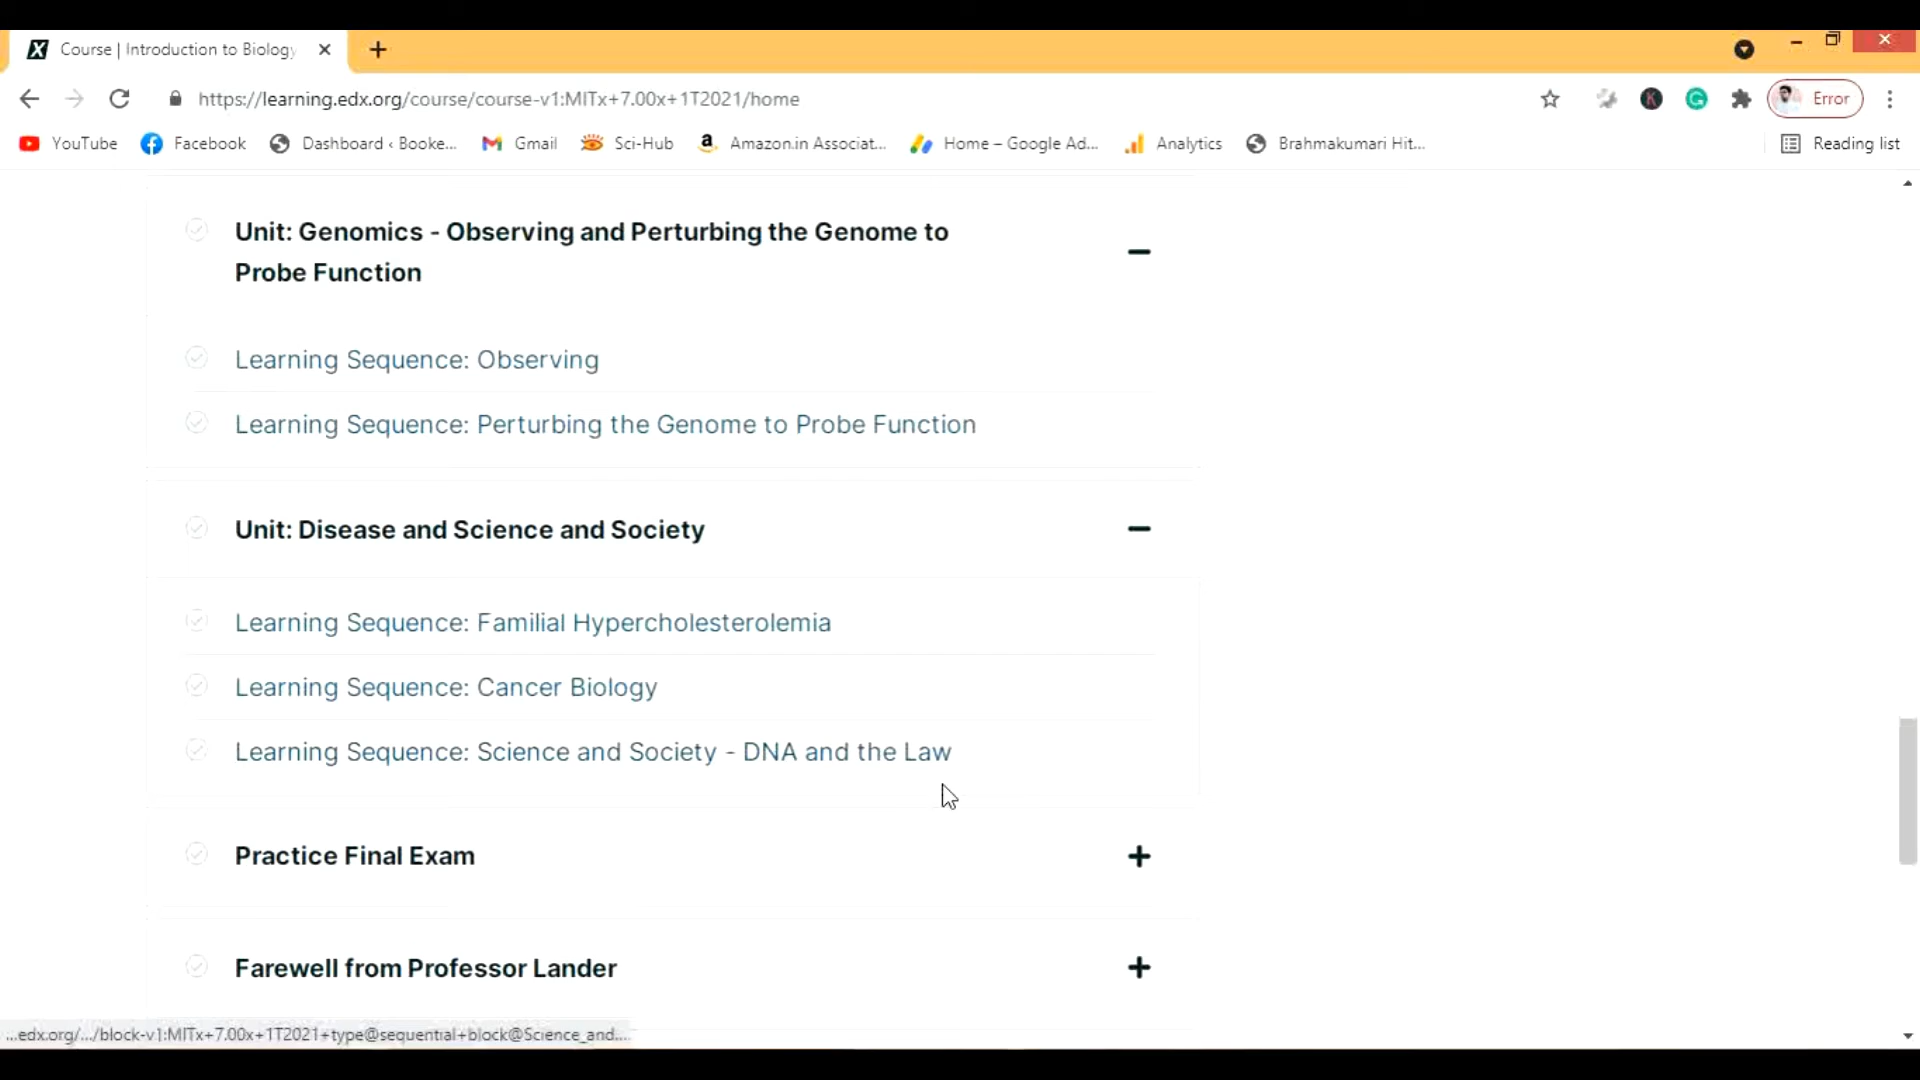 X Course | Introduction to Biology
https://learning.edx.org/course/course-v1:MITx+7.00x+1T2021/home
K G Error
YouTube Facebook Dashboard ‹ Booke... Gmail Sci-Hub a Amazon.in Associat... Home – Google Ad... Analytics Brahmakumari Hit... Reading list
Unit: Genomics - Observing and Perturbing the Genome to
Probe Function
Learning Sequence: Observing
Learning Sequence: Perturbing the Genome to Probe Function
Unit: Disease and Science and Society
Learning Sequence: Familial Hypercholesterolemia
Learning Sequence: Cancer Biology
Learning Sequence: Science and Society - DNA and the Law
Practice Final Exam
Farewell from Professor Lander
...edx.org/.../block-v1:MITx+7.00x+1T2021+type@sequential+block@Science_and....